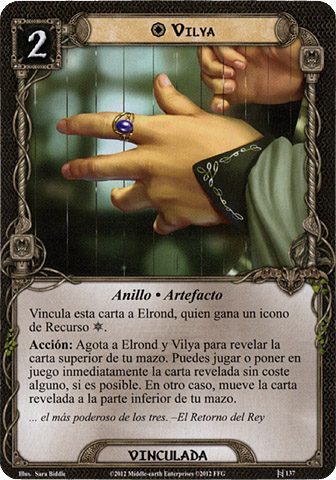 2
VILYA
Anillo • Artefacto
Vincula esta carta a Elrond, quien gana un icono
de Recurso.
Acción: Agota a Elrond y Vilya para revelar la
carta superior de tu mazo. Puedes jugar o poner en
juego inmediatamente la carta revelada sin coste
alguno, si es posible. En otro caso, mueve la carta
revelada a la parte inferior de tu mazo.
... el más poderoso de los tres. –El Retorno del Rey
VINCULADA
Illus. Sara Biddle ©2012 Middle-earth Enterprises ©2012 FFG 137